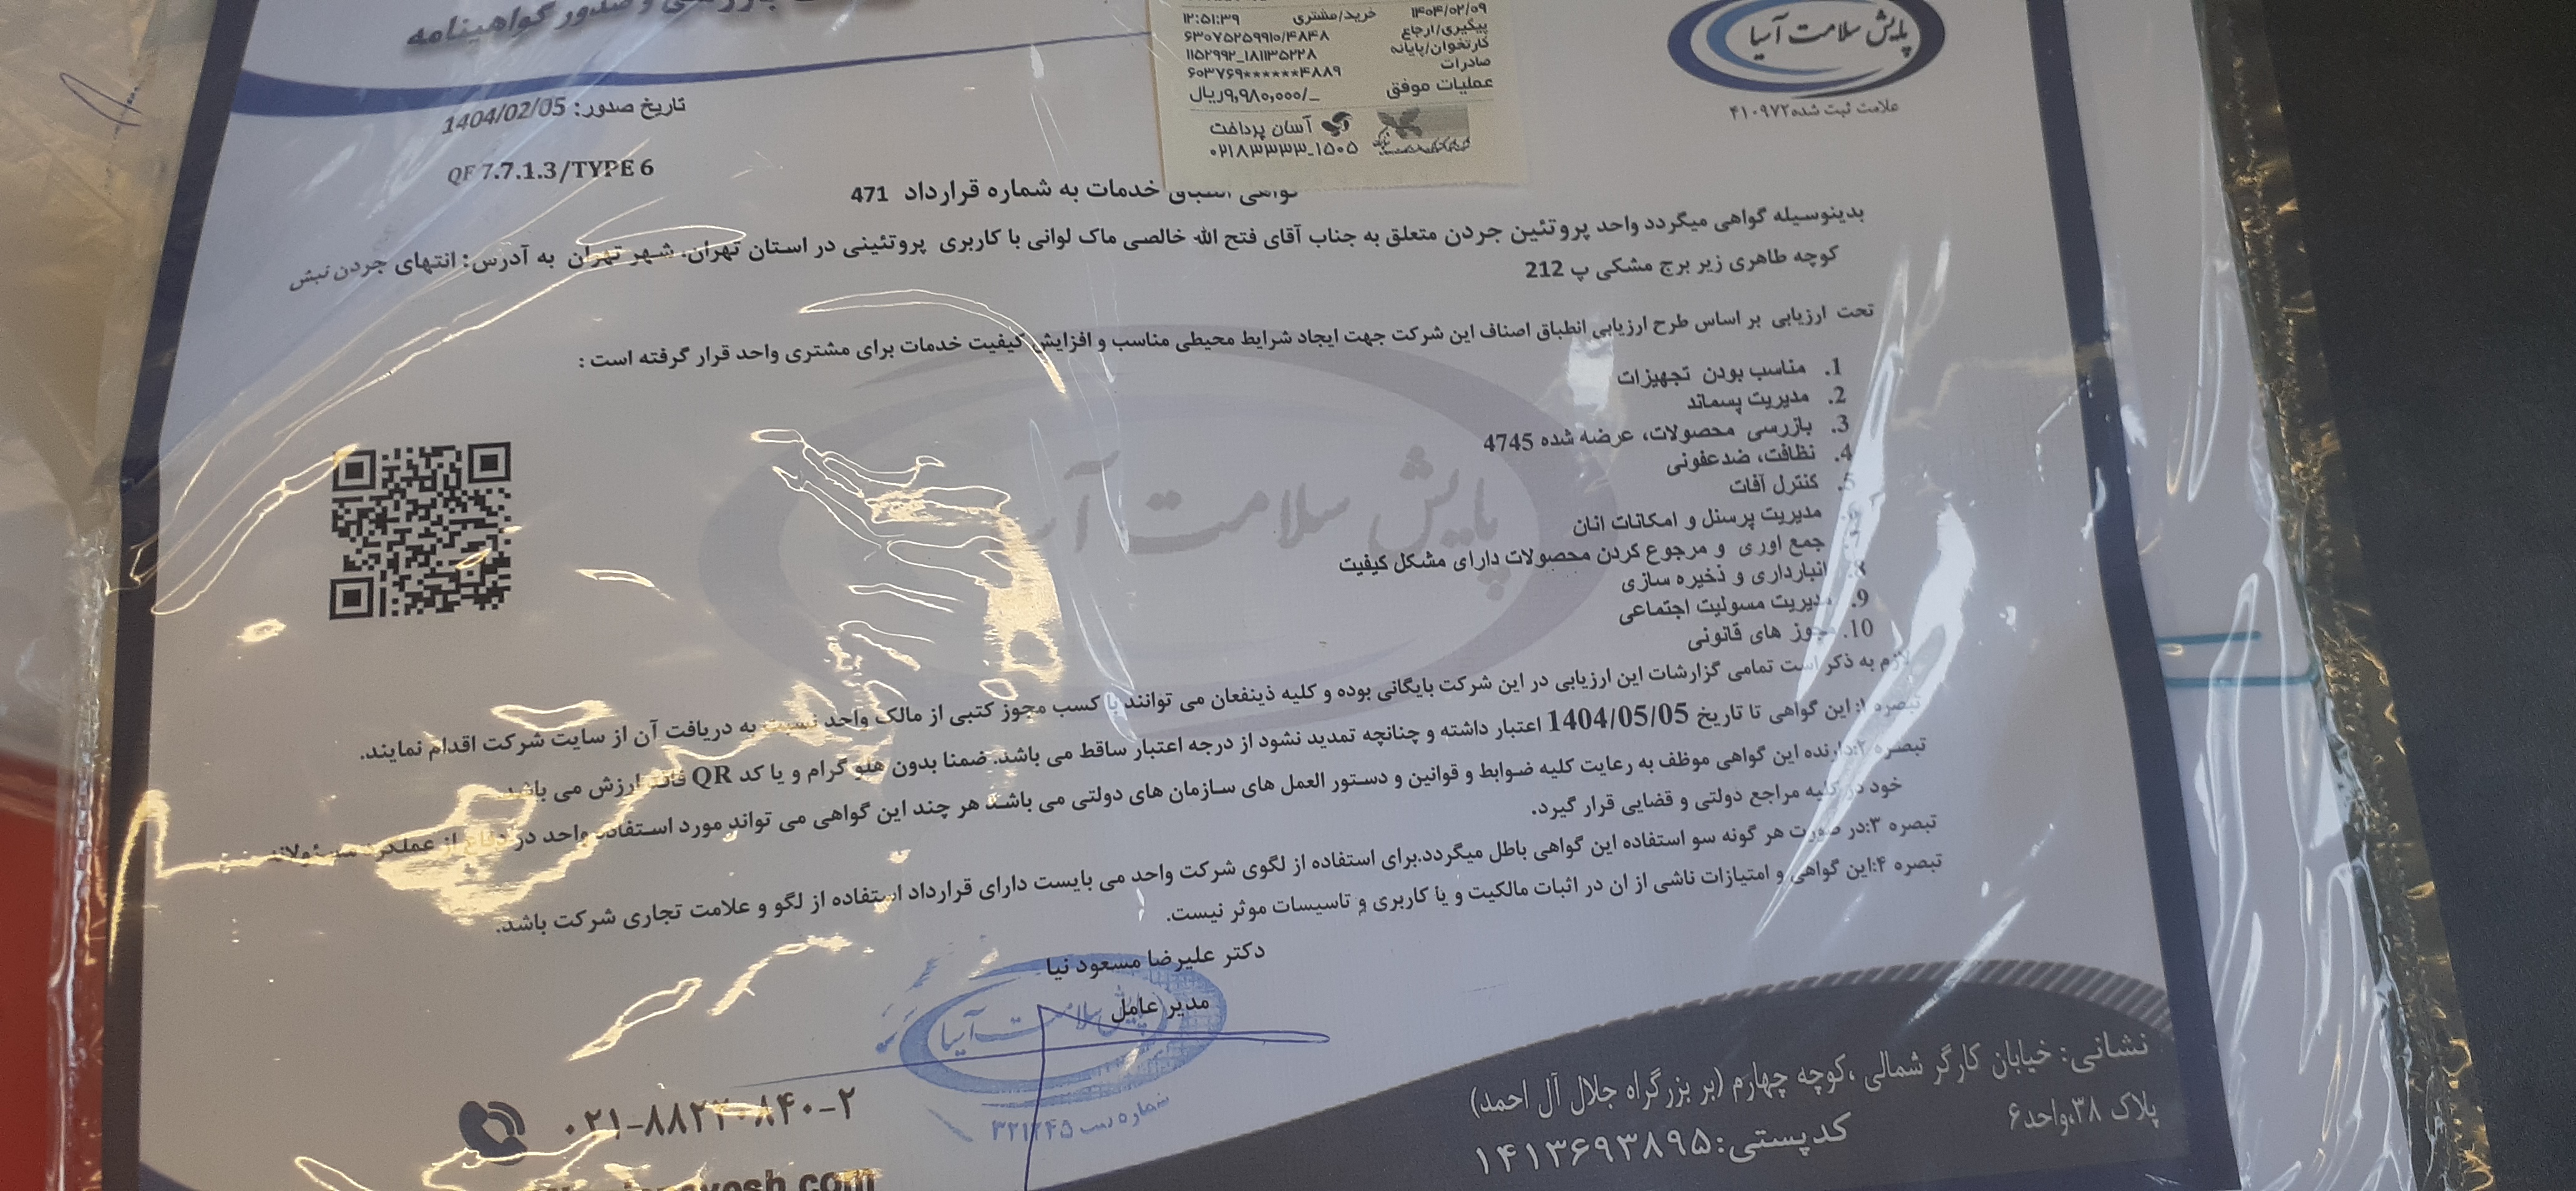 صدور گواهینامه
۱۴۰۴/۰۲/۰۹ خرید/مشتری ۱۲:۵۱:۳۹
پیگیری/ارجاع ۶۳۰۷۵۲۵۹۹۱۰/۴۸۴۸
کارتخوان/پایانه ۱۱۵۲۹۹۲_۱۸۱۱۳۵۲۲۸
صادرات ۶۰۳۷۶۹******۴۸۸۹
عملیات موفق ۹,۹۸۰,۰۰۰/_ریال
آسان پرداخت
۰۲۱۸۳۳۳۳_۱۵۰۵
پایش سلامت آسیا
علامت ثبت شده۴۱۰۹۷۲
تاریخ صدور: 1404/02/05
QF 7.7.1.3/TYPE 6
خدمات به شماره قرارداد 471
بدینوسیله گواهی میگردد واحد پروتئین جردن متعلق به جناب آقای فتح الله خالصی ماک لوانی با کاربری پروتئینی در استان تهران، شهر تهران به آدرس: انتهای جردن نبش
کوچه طاهری زیر برج مشکی پ 212
تحت ارزیابی بر اساس طرح ارزیابی انطباق اصناف این شرکت جهت ایجاد شرایط محیطی مناسب و افزایش کیفیت خدمات برای مشتری واحد قرار گرفته است :
1. مناسب بودن تجهیزات
2. مدیریت پسماند
3. بازرسی محصولات، عرضه شده 4745
4. نظافت، ضدعفونی
5. کنترل آفات
مدیریت پرسنل و امکانات انان
جمع اوری و مرجوع کردن محصولات دارای مشکل کیفیت
انبارداری و ذخیره سازی
9. مدیریت مسولیت اجتماعی
10. مجوز های قانونی
لازم به ذکر است تمامی گزارشات این ارزیابی در این شرکت بایگانی بوده و کلیه ذینفعان می توانند با کسب مجوز کتبی از مالک واحد نسبت به دریافت آن از سایت شرکت اقدام نمایند.
تبصره ۱: این گواهی تا تاریخ 1404/05/05 اعتبار داشته و چنانچه تمدید نشود از درجه اعتبار ساقط می باشد. ضمنا بدون هلو گرام و یا کد QR فاقد ارزش می باشد
تبصره ۲:دارنده این گواهی موظف به رعایت کلیه ضوابط و قوانین و دستور العمل های سازمان های دولتی می باشد هر چند این گواهی می تواند مورد استفاده واحد در دفاع از عملکرد مسئولانه
خود در کلیه مراجع دولتی و قضایی قرار گیرد.
تبصره ۳:در صورت هر گونه سو استفاده این گواهی باطل میگردد.برای استفاده از لگوی شرکت واحد می بایست دارای قرارداد استفاده از لگو و علامت تجاری شرکت باشد.
تبصره ۴:این گواهی و امتیازات ناشی از ان در اثبات مالکیت و یا کاربری و تاسیسات موثر نیست.
دکتر علیرضا مسعود نیا
مدیر عامل
پایش سلامت آسیا
نشانی: خیابان کارگر شمالی ،کوچه چهارم (بر بزرگراه جلال آل احمد)
پلاک ۳۸،واحد۶
کدپستی:۱۴۱۳۶۹۳۸۹۵